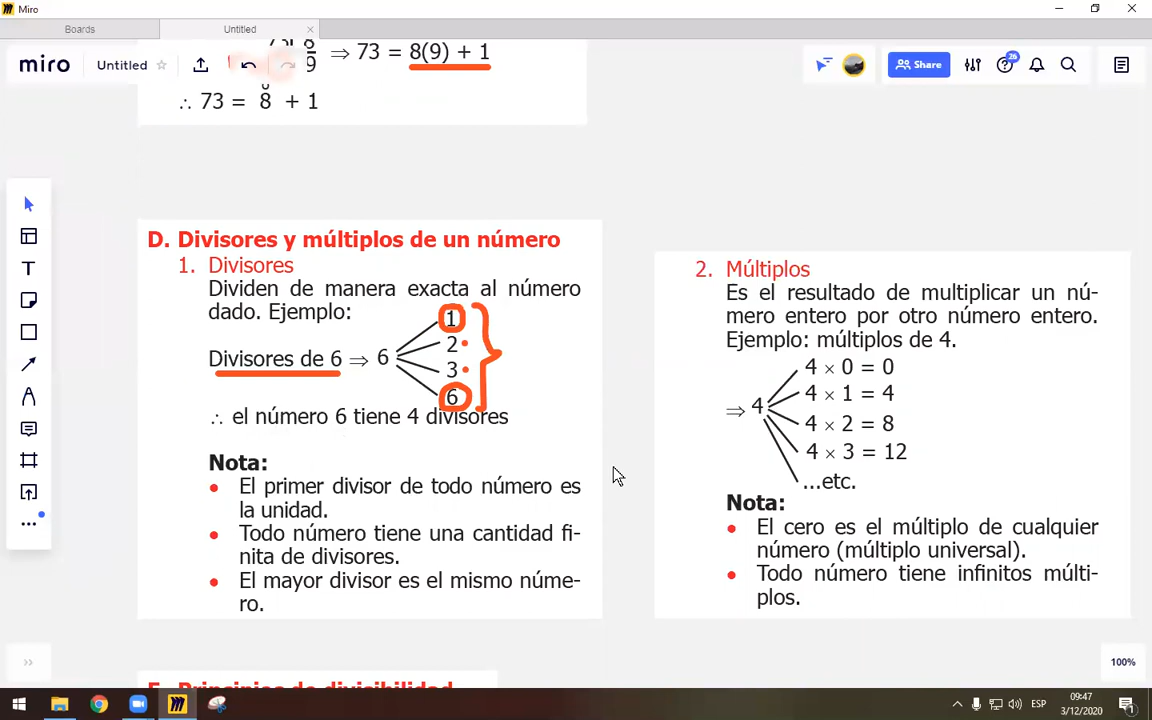 Miro
Boards
Untitled
miro
Untitled
Share
26
⇒ 73 = 8(9) + 1
9
∴ 73 = 8 + 1
D. Divisores y múltiplos de un número
1. Divisores
Dividen de manera exacta al número
dado. Ejemplo:
Divisores de 6 ⇒ 6
1
2
3
6
∴ el número 6 tiene 4 divisores
Nota:
• El primer divisor de todo número es
la unidad.
• Todo número tiene una cantidad fi-
nita de divisores.
• El mayor divisor es el mismo núme-
ro.
2. Múltiplos
Es el resultado de multiplicar un nú-
mero entero por otro número entero.
Ejemplo: múltiplos de 4.
⇒ 4
4 × 0 = 0
4 × 1 = 4
4 × 2 = 8
4 × 3 = 12
...etc.
Nota:
• El cero es el múltiplo de cualquier
número (múltiplo universal).
• Todo número tiene infinitos múlti-
plos.
100%
ESP
09:47
3/12/2020
1